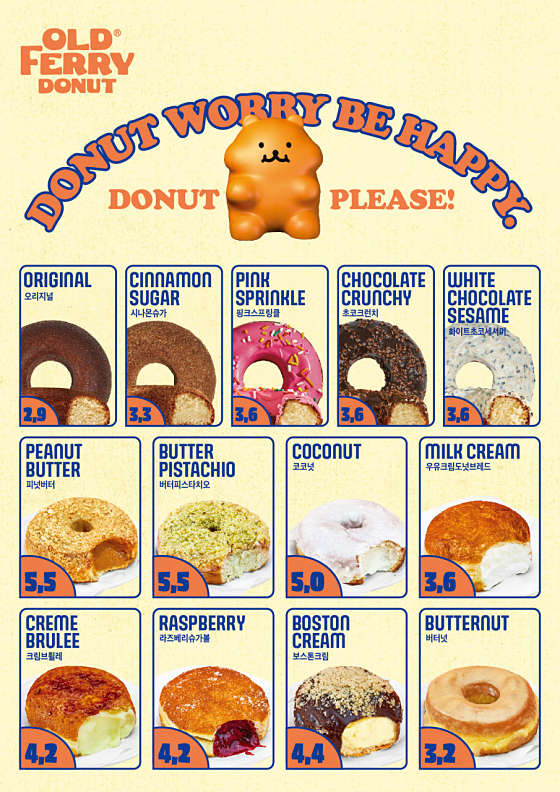 OLD®
FERRY
DONUT
DONUT WORRY BE HAPPY.
DONUT PLEASE!
ORIGINAL
오리지널
2,9
CINNAMON
SUGAR
시나몬슈가
3,3
PINK
SPRINKLE
핑크스프링클
3,6
CHOCOLATE
CRUNCHY
초코크런치
3,6
WHITE
CHOCOLATE
SESAME
화이트초코세서미
3,6
PEANUT
BUTTER
피넛버터
5,5
BUTTER
PISTACHIO
버터피스타치오
5,5
COCONUT
코코넛
5,0
MILK CREAM
우유크림도넛브레드
3,6
CREME
BRULEE
크림브륄레
4,2
RASPBERRY
라즈베리슈가볼
4,2
BOSTON
CREAM
보스톤크림
4,4
BUTTERNUT
버터넛
3,2